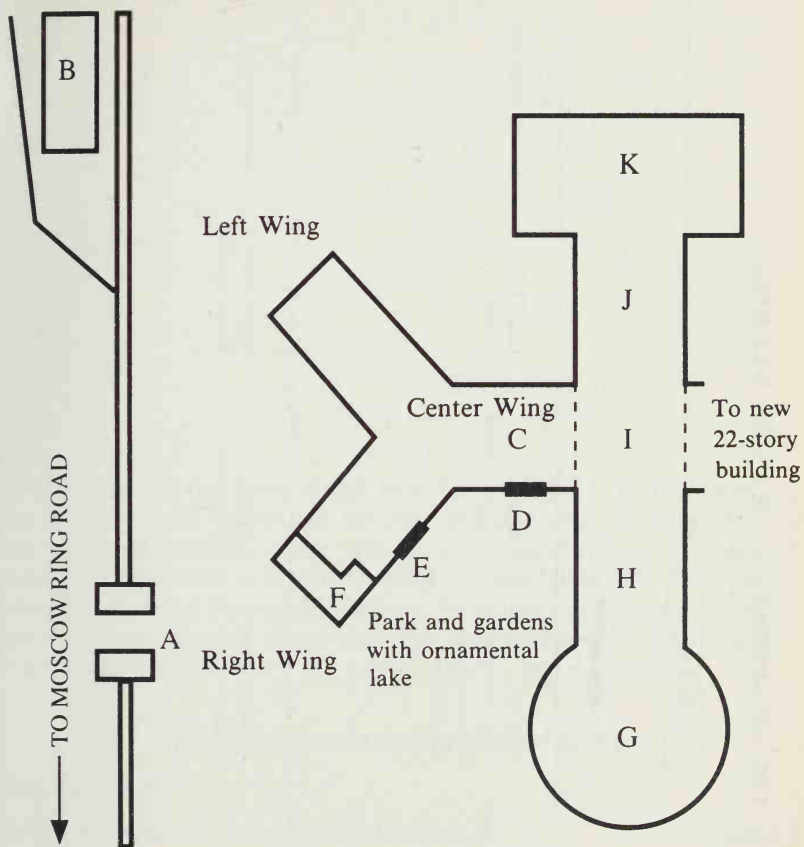 B
K
Left Wing
J
Center Wing
C
I
To new
22-story
building
D
E
H
F
TO MOSCOW RING ROAD
A
Right Wing
Park and gardens
with ornamental
lake
G